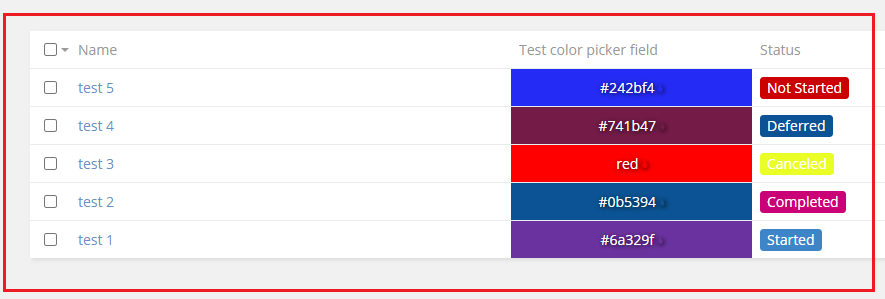 Name Test color picker field Status
test 5 #242bf4 Not Started
test 4 #741b47 Deferred
test 3 red Canceled
test 2 #0b5394 Completed
test 1 #6a329f Started